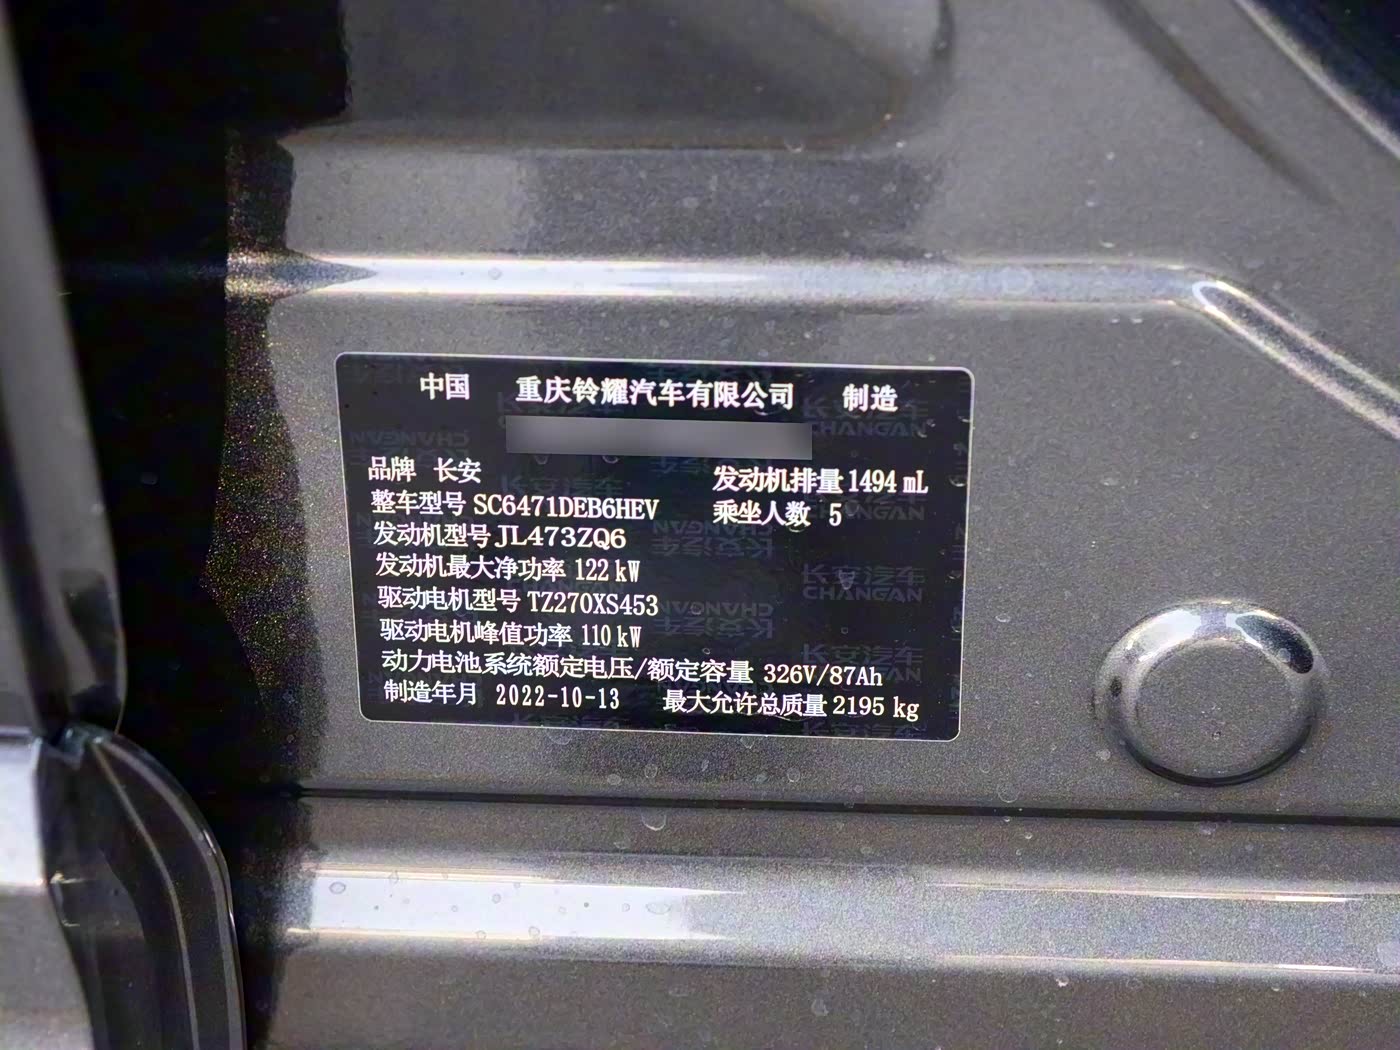 中国 重庆铃耀汽车有限公司 制造
品牌 长安 发动机排量 1494 mL
整车型号 SC6471DEB6HEV 乘坐人数 5
发动机型号 JL473ZQ6
发动机最大净功率 122 kW
驱动电机型号 TZ270XS453
驱动电机峰值功率 110 kW
动力电池系统额定电压/额定容量 326V/87Ah
制造年月 2022-10-13 最大允许总质量 2195 kg
长安汽车
CHANGAN